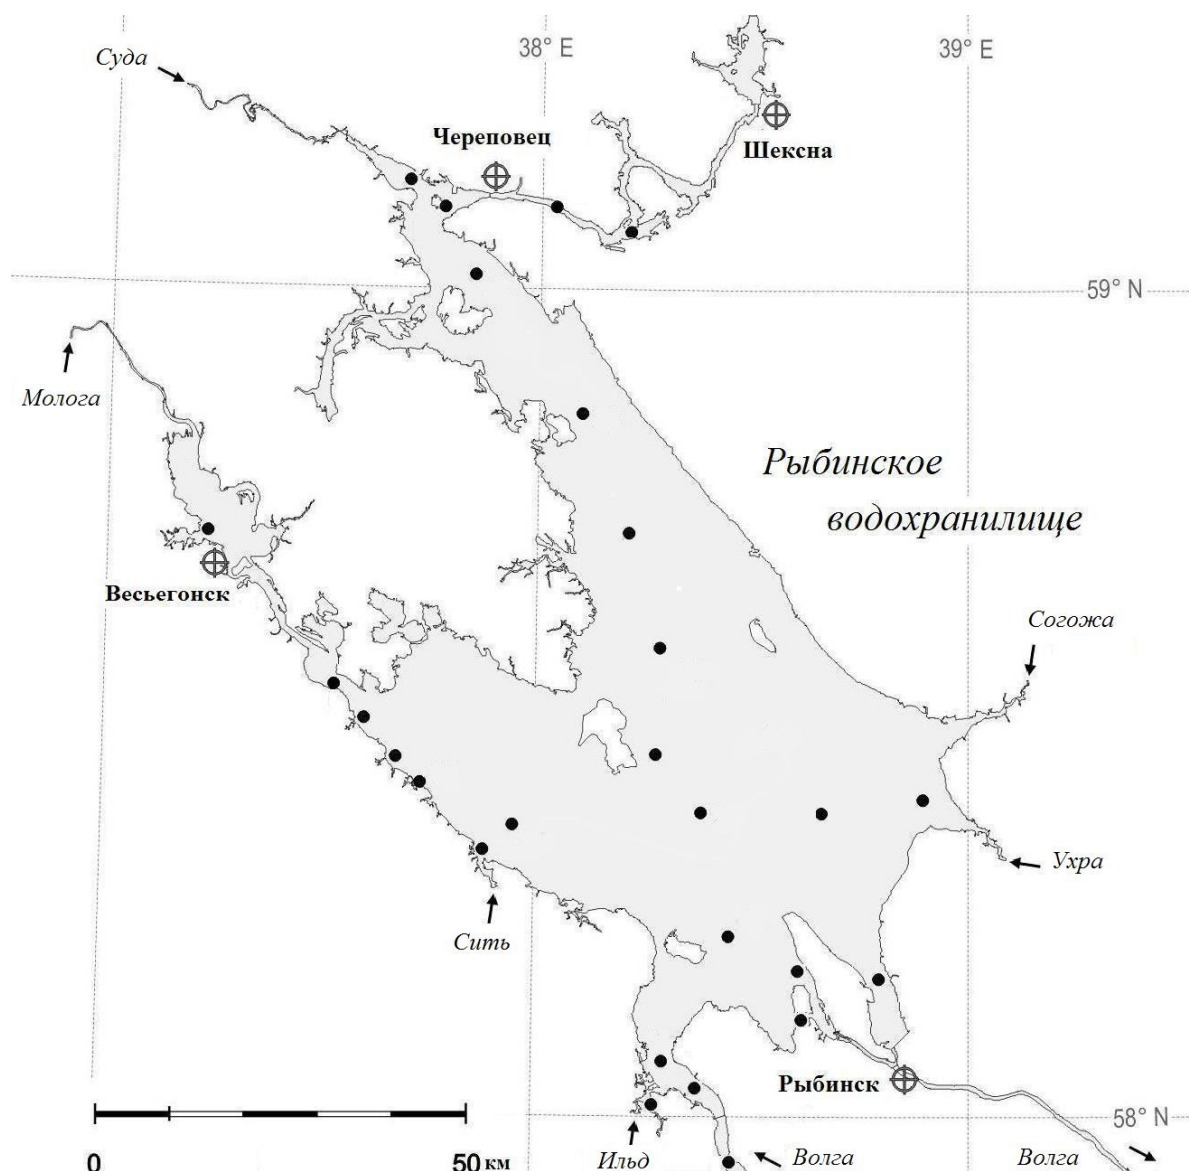 38° E
39° E
Суда
Череповец
Шексна
59° N
Молога
Рыбинское
водохранилище
Весьегонск
Согожа
Ухра
Сить
Рыбинск
58° N
0
50 км
Ильд
Волга
Волга